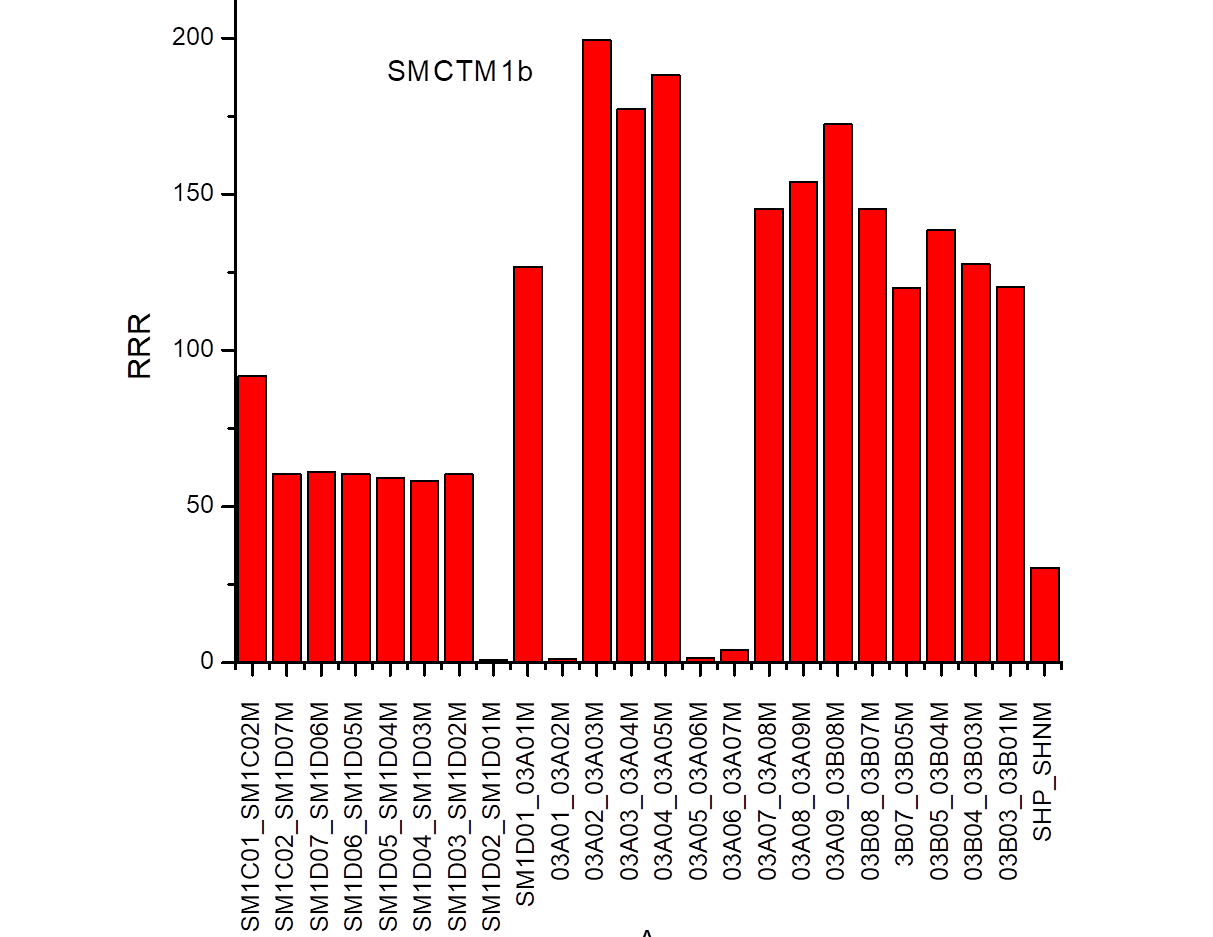 200
SMCTM1b
150
RRR
100
50
0
SM1C01_SM1C02M
SM1C02_SM1D07M
SM1D07_SM1D06M
SM1D06_SM1D05M
SM1D05_SM1D04M
SM1D04_SM1D03M
SM1D03_SM1D02M
SM1D02_SM1D01M
SM1D01_03A01M
03A01_03A02M
03A02_03A03M
03A03_03A04M
03A04_03A05M
03A05_03A06M
03A06_03A07M
03A07_03A08M
03A08_03A09M
03A09_03B08M
03B08_03B07M
3B07_03B05M
03B05_03B04M
03B04_03B03M
03B03_03B01M
SHP_SHNM